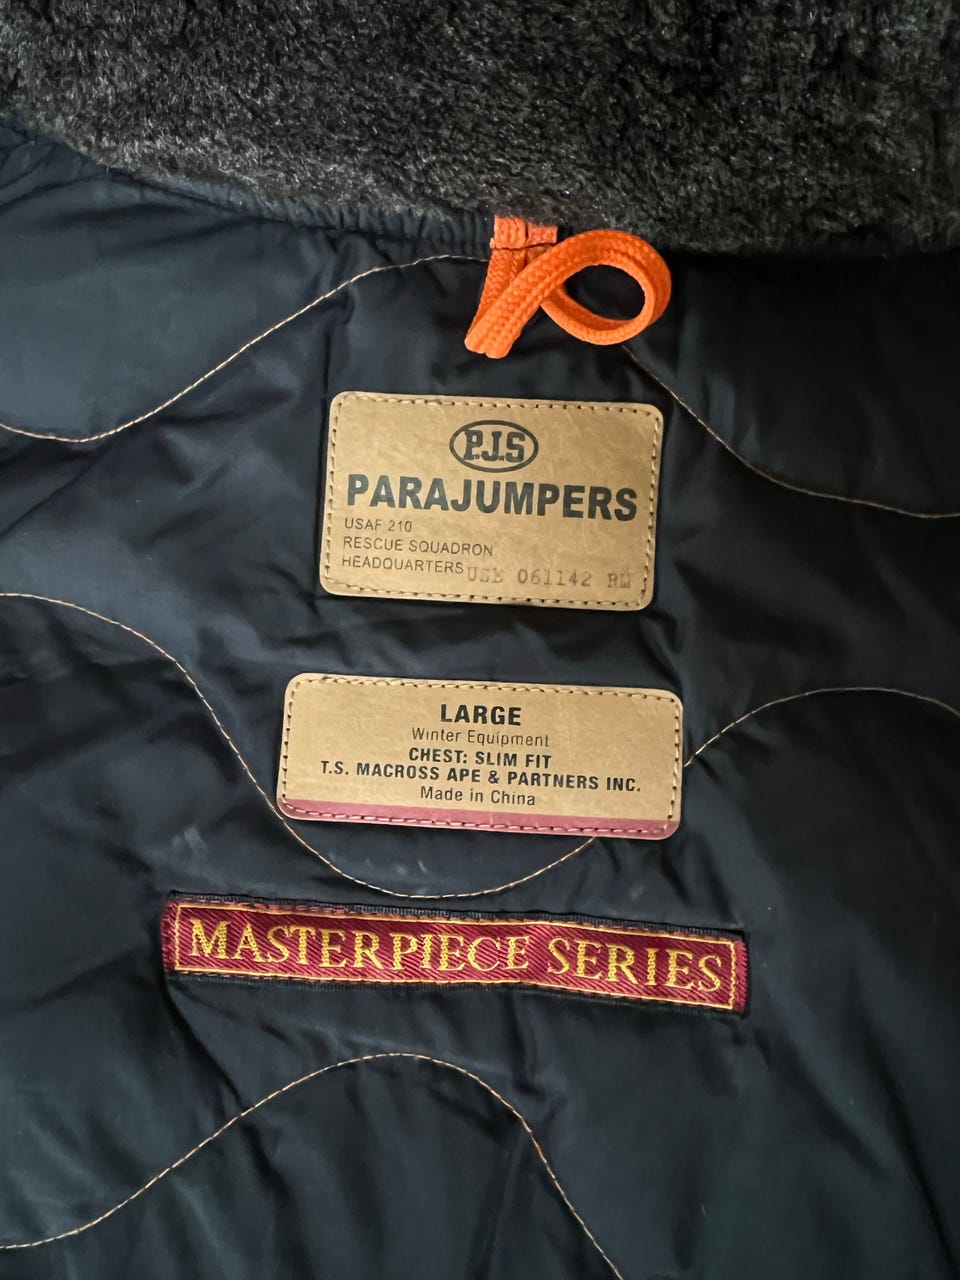 P.J.S
PARAJUMPERS
USAF 210
RESCUE SQUADRON
HEADQUARTERS
USE 061142 RW
LARGE
Winter Equipment
CHEST: SLIM FIT
T.S. MACROSS APE & PARTNERS INC.
Made in China
MASTERPIECE SERIES